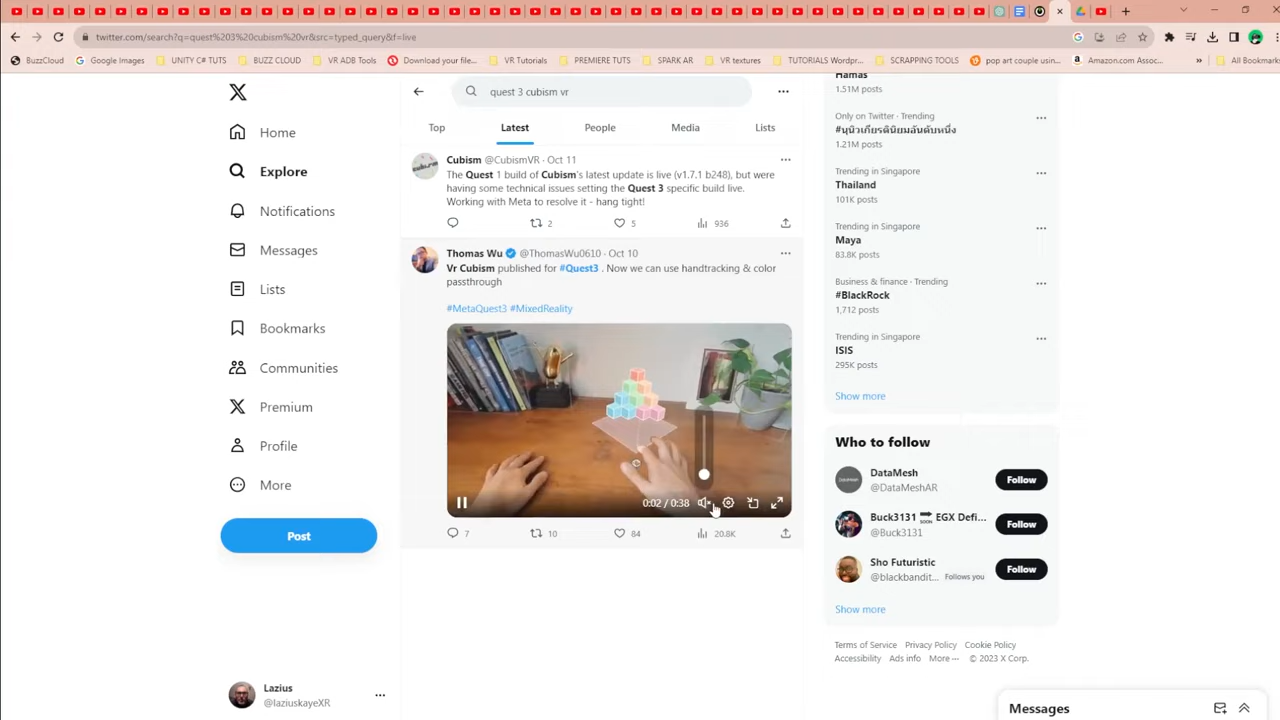 twitter.com/search?q=quest%203%20cubism%20vr&src=typed_query&f=live
BuzzCloud
Google Images
UNITY C# TUTS
BUZZ CLOUD
VR ADB Tools
Download your file...
VR Tutorials
PREMIERE TUTS
SPARK AR
VR textures
TUTORIALS Wordpr...
SCRAPPING TOOLS
pop art couple usin...
Amazon.com Assoc...
»
All Bookmarks
Home
Explore
Notifications
Messages
Lists
Bookmarks
Communities
Premium
Profile
More
Post
Lazius
@laziuskayeXR
quest 3 cubism vr
Top
Latest
People
Media
Lists
Cubism @CubismVR · Oct 11
The Quest 1 build of Cubism's latest update is live (v1.7.1 b248), but were
having some technical issues setting the Quest 3 specific build live.
Working with Meta to resolve it - hang tight!
2
5
936
Thomas Wu @ThomasWu0610 · Oct 10
Vr Cubism published for #Quest3 . Now we can use handtracking & color
passthrough
#MetaQuest3 #MixedReality
0:02 / 0:38
7
10
84
20.8K
Hamas
1.51M posts
Only on Twitter · Trending
#นุนิวเกียรตินิยมอันดับหนึ่ง
1.21M posts
Trending in Singapore
Thailand
101K posts
Trending in Singapore
Maya
83.8K posts
Business & finance · Trending
#BlackRock
1,712 posts
Trending in Singapore
ISIS
295K posts
Show more
Who to follow
DataMesh
@DataMeshAR
Follow
Buck3131 SOON EGX Defi...
@Buck3131
Follow
Sho Futuristic
@blackbandit... Follows you
Follow
Show more
Terms of Service Privacy Policy Cookie Policy
Accessibility Ads info More ··· © 2023 X Corp.
Messages